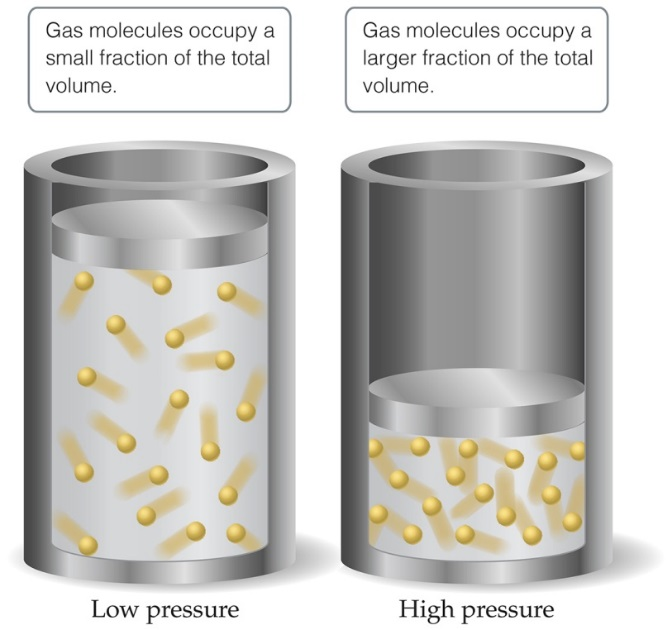 Gas molecules occupy a
small fraction of the total
volume.
Gas molecules occupy a
larger fraction of the total
volume.
Low pressure
High pressure